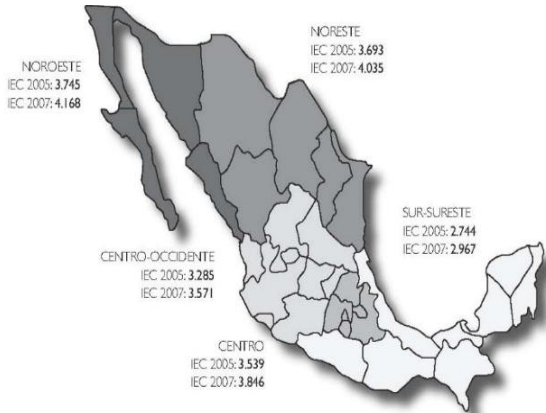 NORESTE
IEC 2005: 3.693
IEC 2007: 4.035
NOROESTE
IEC 2005: 3.745
IEC 2007: 4.168
SUR-SURESTE
IEC 2005: 2.744
IEC 2007: 2.967
CENTRO-OCCIDENTE
IEC 2005: 3.285
IEC 2007: 3.571
CENTRO
IEC 2005: 3.539
IEC 2007: 3.846